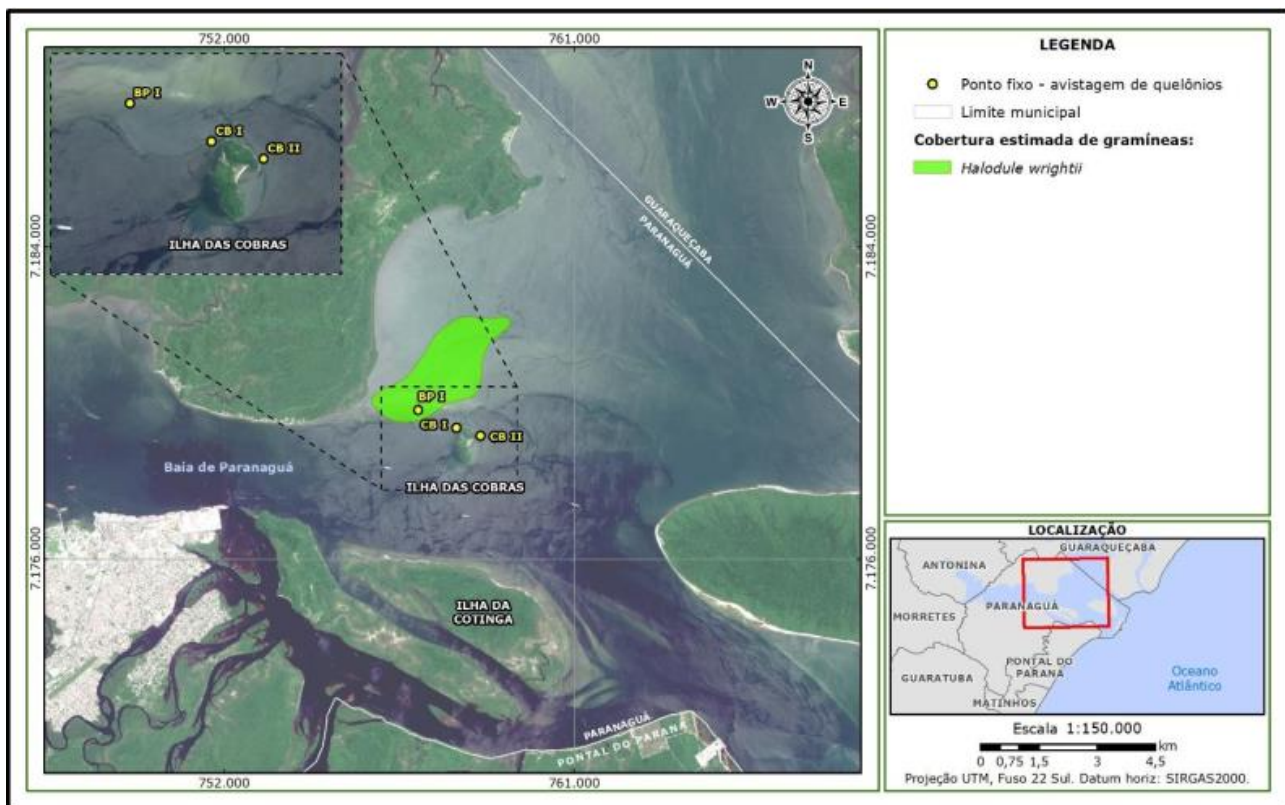 752.000
761.000
BP I
CB I
CB II
ILHA DAS COBRAS
N
W
E
S
GUARAQUEÇABA
PARANAGUÁ
7.184.000
7.184.000
BP I
CB I
CB II
ILHA DAS COBRAS
Baia de Paranaguá
7.176.000
7.176.000
ILHA DA
COTINGA
PARANAGUÁ
PONTAL DO PARANÁ
752.000
761.000
LEGENDA
Ponto fixo - avistagem de quelônios
Limite municipal
Cobertura estimada de gramíneas:
Halodule wrightii
LOCALIZAÇÃO
GUARAQUEÇABA
ANTONINA
PARANAGUÁ
MORRETES
PONTAL DO
PARANÁ
GUARATUBA
MATINHOS
Oceano
Atlântico
Escala 1:150.000
km
0 0,75 1,5 3 4,5
Projeção UTM, Fuso 22 Sul. Datum horiz: SIRGAS2000.